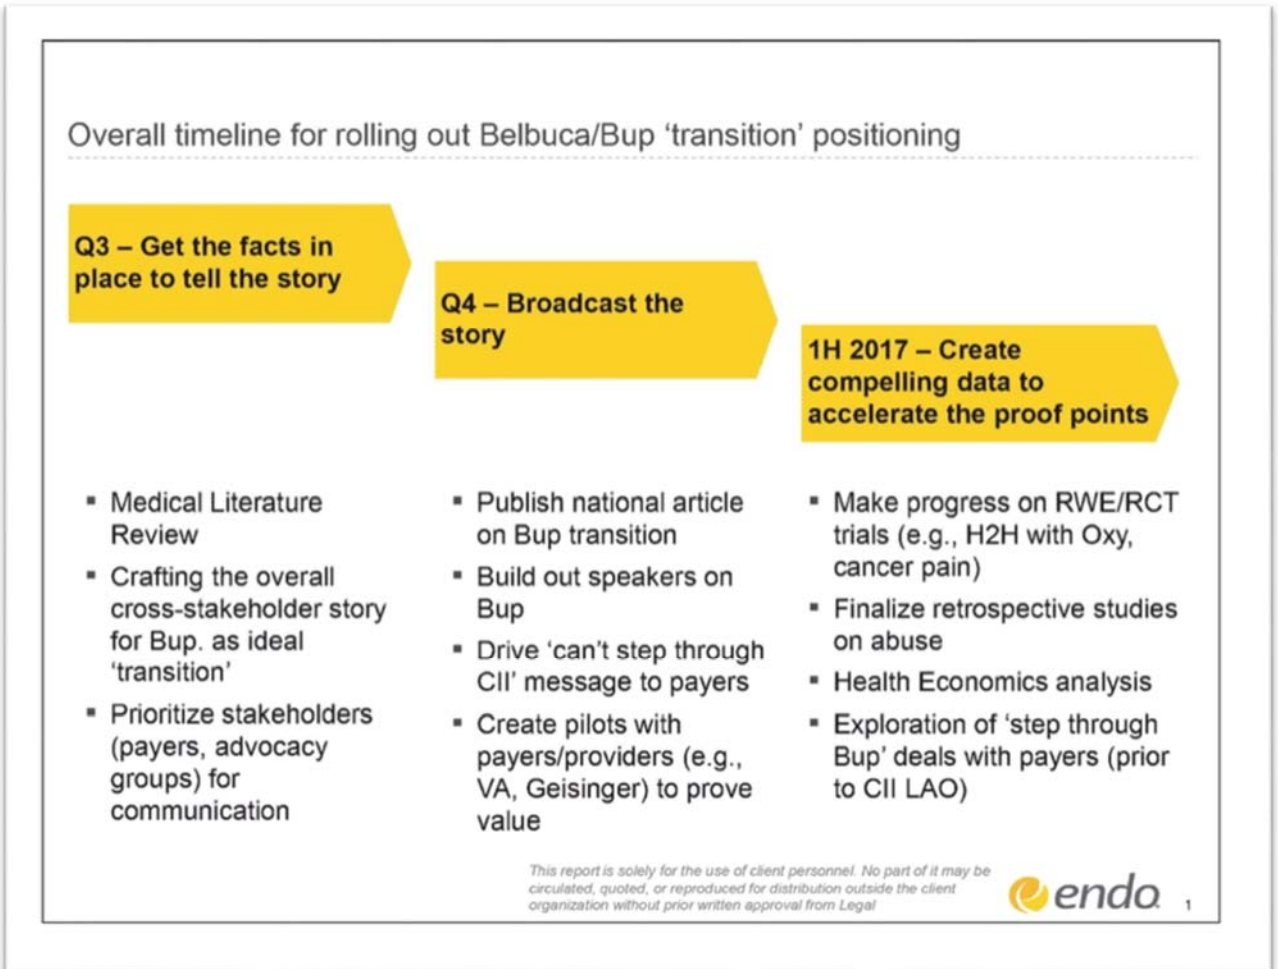 Overall timeline for rolling out Belbuca/Bup ‘transition’ positioning
Q3 – Get the facts in
place to tell the story
Q4 – Broadcast the
story
1H 2017 – Create
compelling data to
accelerate the proof points
▪ Medical Literature
Review
▪ Crafting the overall
cross-stakeholder story
for Bup. as ideal
‘transition’
▪ Prioritize stakeholders
(payers, advocacy
groups) for
communication
▪ Publish national article
on Bup transition
▪ Build out speakers on
Bup
▪ Drive ‘can’t step through
CII’ message to payers
▪ Create pilots with
payers/providers (e.g.,
VA, Geisinger) to prove
value
▪ Make progress on RWE/RCT
trials (e.g., H2H with Oxy,
cancer pain)
▪ Finalize retrospective studies
on abuse
▪ Health Economics analysis
▪ Exploration of ‘step through
Bup’ deals with payers (prior
to CII LAO)
This report is solely for the use of client personnel. No part of it may be
circulated, quoted, or reproduced for distribution outside the client
organization without prior written approval from Legal
endo
1